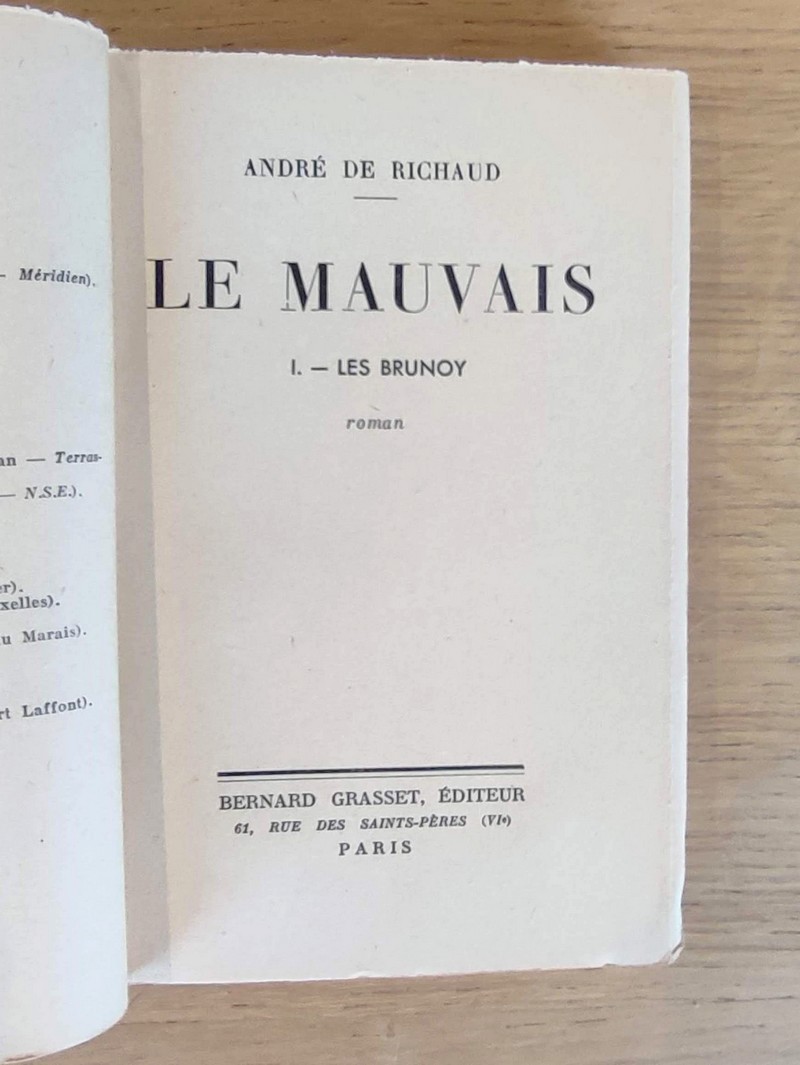 — Méridien).
— Terras-
— N.S.E.).
u Marais).
Laffont).
ANDRÉ DE RICHAUD
LE MAUVAIS
I. — LES BRUNOY
roman
BERNARD GRASSET, ÉDITEUR
61, RUE DES SAINTS-PÈRES (VIe)
PARIS